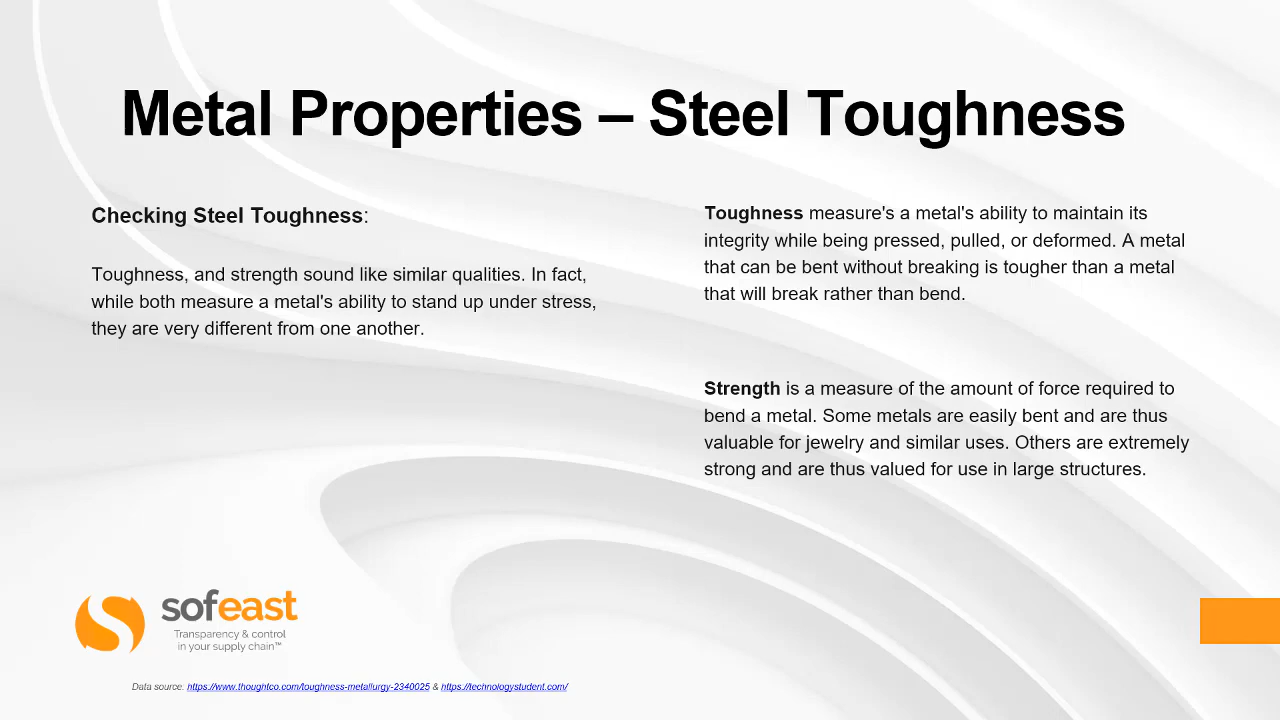 Metal Properties – Steel Toughness
Checking Steel Toughness:
Toughness, and strength sound like similar qualities. In fact,
while both measure a metal's ability to stand up under stress,
they are very different from one another.
Toughness measure's a metal's ability to maintain its
integrity while being pressed, pulled, or deformed. A metal
that can be bent without breaking is tougher than a metal
that will break rather than bend.
Strength is a measure of the amount of force required to
bend a metal. Some metals are easily bent and are thus
valuable for jewelry and similar uses. Others are extremely
strong and are thus valued for use in large structures.
sofeast
Transparency & control
in your supply chain™
Data source: https://www.thoughtco.com/toughness-metallurgy-2340025 & https://technologystudent.com/